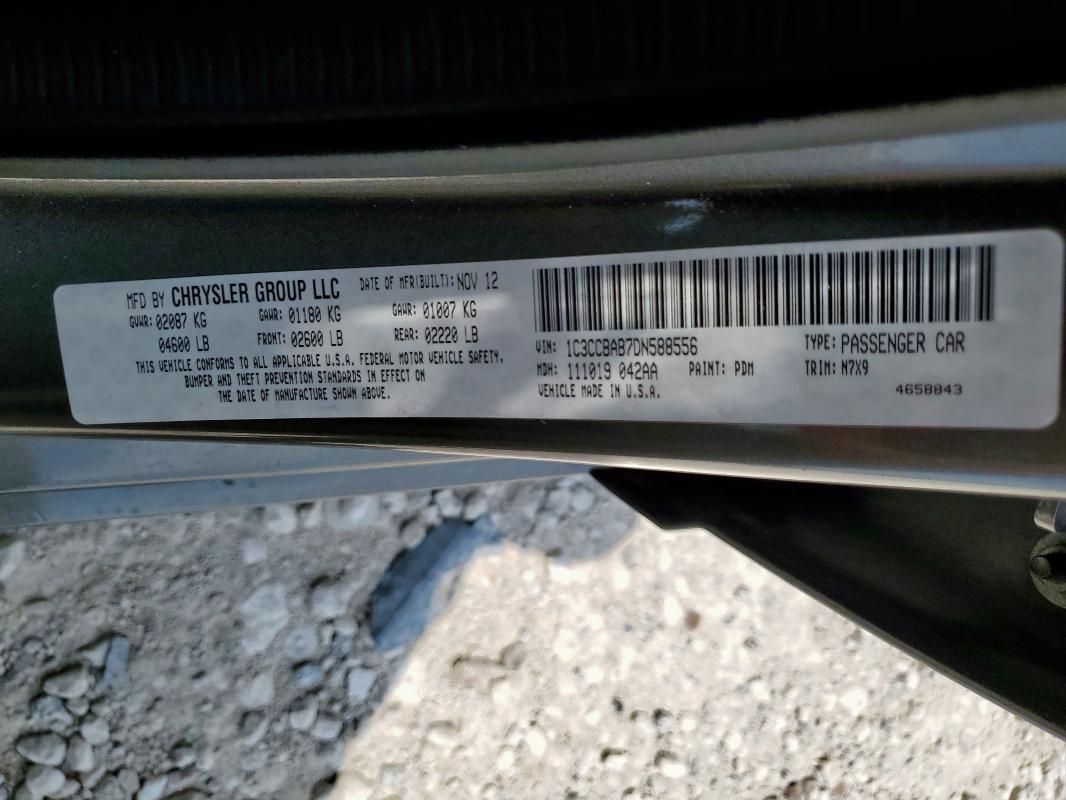 MFD BY CHRYSLER GROUP LLC DATE OF MFR(BUILT): NOV 12
GVWR: 02087 KG GAWR: 01180 KG GAWR: 01007 KG
04600 LB FRONT: 02600 LB REAR: 02220 LB
THIS VEHICLE CONFORMS TO ALL APPLICABLE U.S.A. FEDERAL MOTOR VEHICLE SAFETY,
BUMPER AND THEFT PREVENTION STANDARDS IN EFFECT ON
THE DATE OF MANUFACTURE SHOWN ABOVE.
VIN: 1C3CCBAB7DN588556 TYPE: PASSENGER CAR
MDH: 111019 042AA PAINT: PDM TRIM: N7X9
VEHICLE MADE IN U.S.A. 4658843